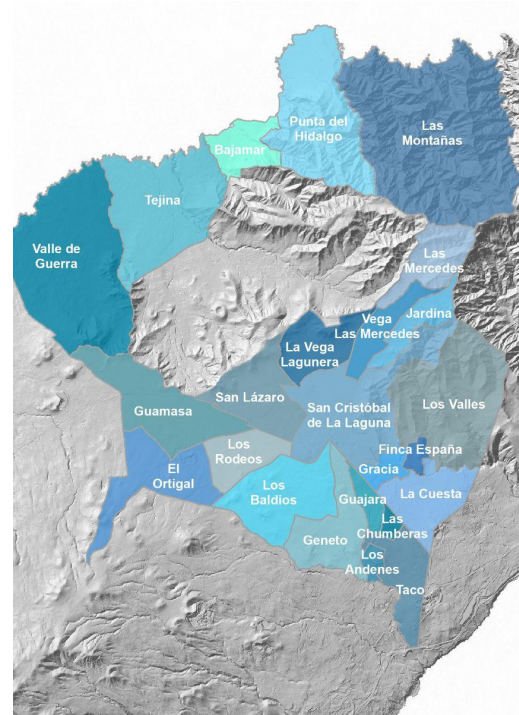 Punta del
Hidalgo
Las
Montañas
Bajamar
Tejina
Valle de
Guerra
Las
Mercedes
Vega
Las Mercedes
Jardina
La Vega
Lagunera
San Lázaro
Guamasa
San Cristóbal
de La Laguna
Los Valles
Los
Rodeos
Finca España
El
Ortigal
Gracia
Los
Baldios
Guajara
La Cuesta
Las
Chumberas
Geneto
Los
Andenes
Taco